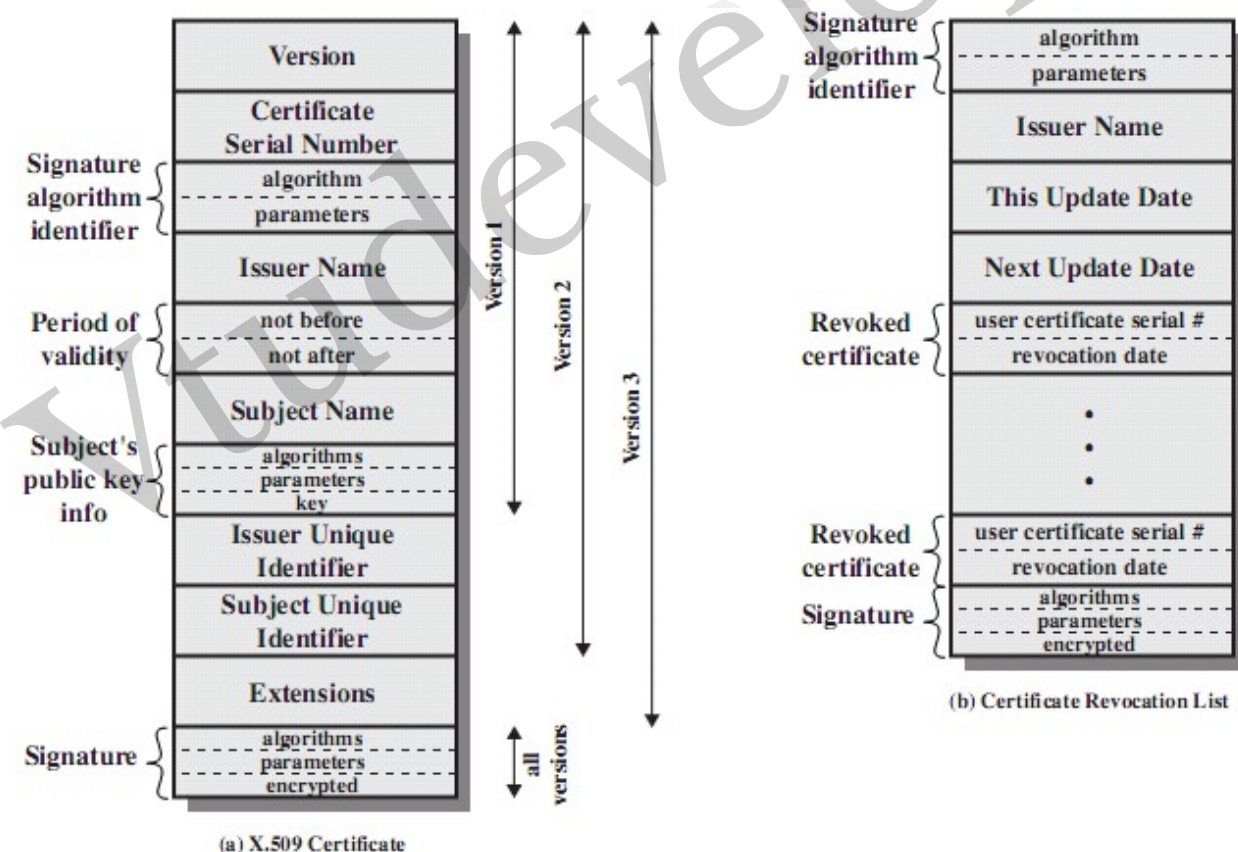 Version
Certificate
Serial Number
Signature
algorithm
identifier
algorithm
parameters
Issuer Name
Period of
validity
not before
not after
Subject Name
Subject's
public key
info
algorithms
parameters
key
Issuer Unique
Identifier
Subject Unique
Identifier
Extensions
Signature
algorithms
parameters
encrypted
Version 1
Version 2
Version 3
all
versions
(a) X.509 Certificate
Signature
algorithm
identifier
algorithm
parameters
Issuer Name
This Update Date
Next Update Date
Revoked
certificate
user certificate serial #
revocation date
Revoked
certificate
user certificate serial #
revocation date
Signature
algorithms
parameters
encrypted
(b) Certificate Revocation List